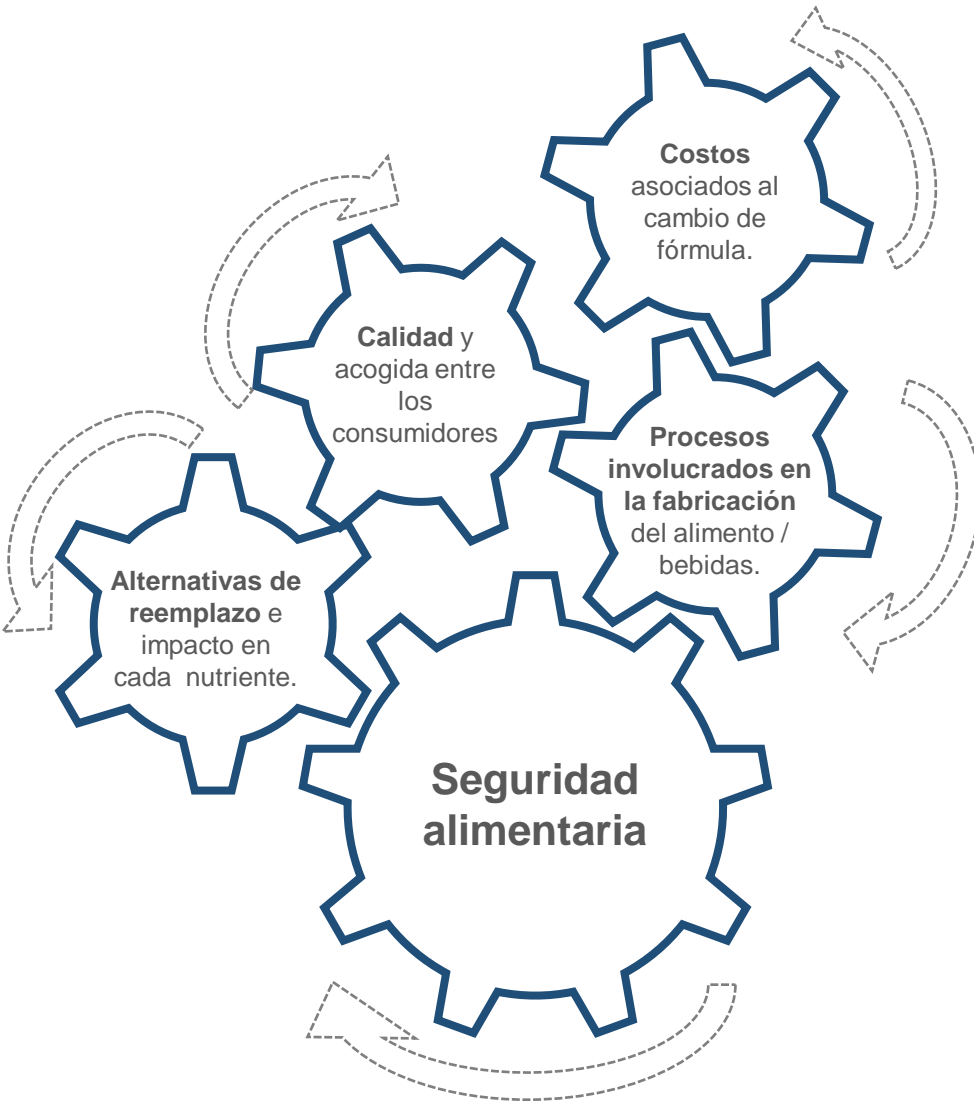 Costos
asociados al
cambio de
fórmula.
Calidad y
acogida entre
los
consumidores
Procesos
involucrados en
la fabricación
del alimento /
bebidas.
Alternativas de
reemplazo e
impacto en
cada nutriente.
Seguridad
alimentaria